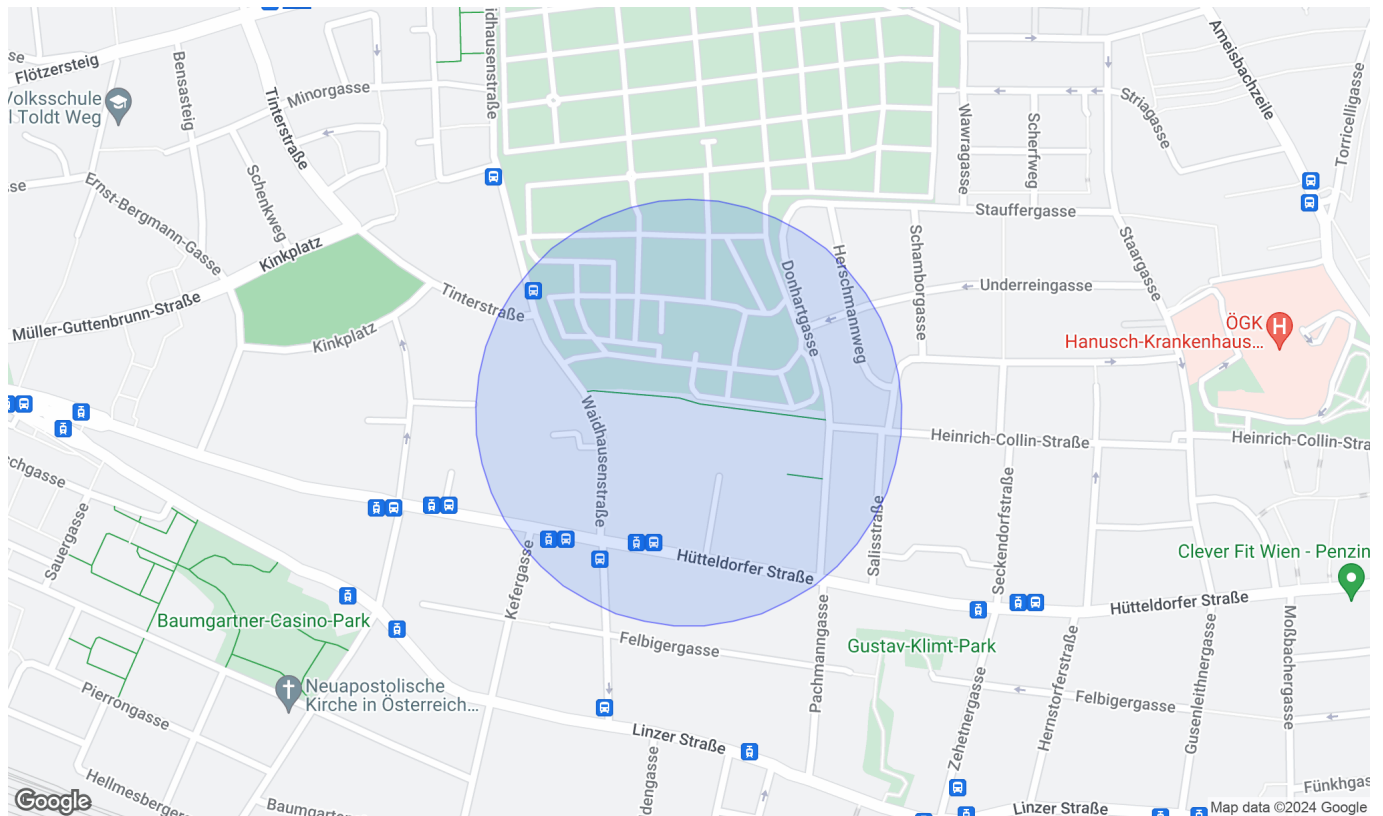 Flötzersteig
Volksschule
l Toldt Weg
Bensasteig
Minorgasse
Tinterstraße
idhausenstraße
Ameisbachzeile
Torricelligasse
Striagasse
Wawragasse
Scherfweg
Stauffergasse
Ernst-Bergmann-Gasse
Schenkweg
Kinkplatz
Müller-Guttenbrunn-Straße
Kinkplatz
Tinterstraße
Donhartgasse
Herschmannweg
Schamborgasse
Underreingasse
Staargasse
ÖGK
Hanusch-Krankenhaus...
Waidhausenstraße
Heinrich-Collin-Straße
Heinrich-Collin-Stra
Sauergasse
Kefergasse
Hütteldorfer Straße
Salisstraße
Seckendorfstraße
Clever Fit Wien - Penzin
Hütteldorfer Straße
Baumgartner-Casino-Park
Felbigergasse
Pachmanngasse
Gustav-Klimt-Park
Felbigergasse
Zehetnergasse
Hernstorferstraße
Gusenleithnergasse
Moßbachergasse
Neuapostolische
Kirche in Österreich...
Pierrongasse
Linzer Straße
dengasse
Hellmesberge
Baumgarte
Linzer Straße
Fünkhgas
Google
Map data ©2024 Google